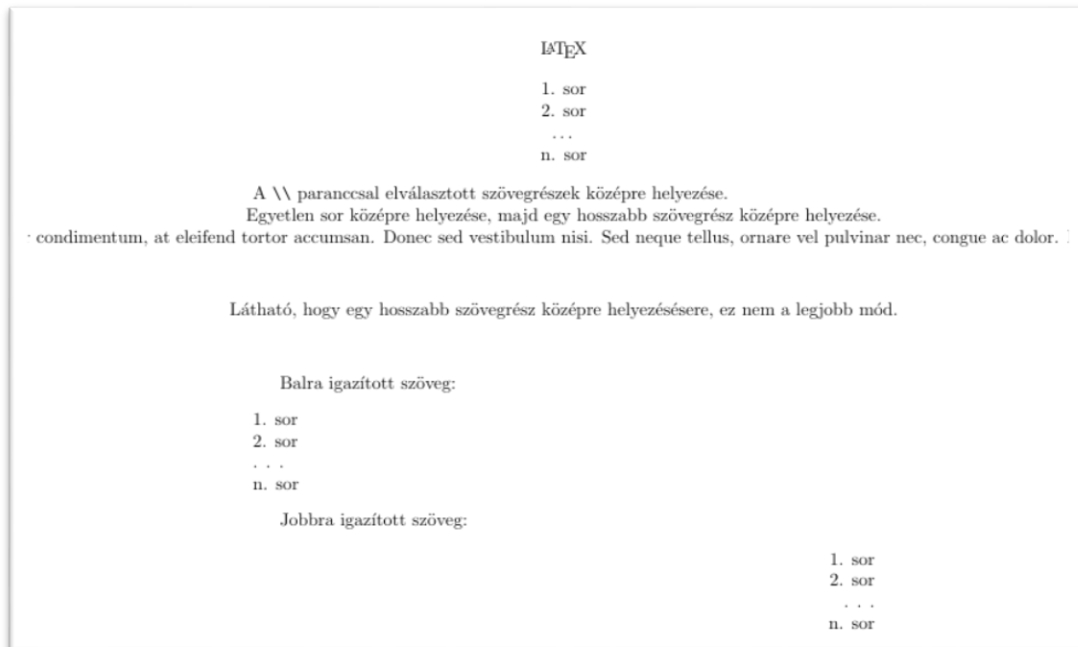 LATEX
1. sor
2. sor
...
n. sor
A \\ paranccsal elválasztott szövegrészek középre helyezése.
Egyetlen sor középre helyezése, majd egy hosszabb szövegrész középre helyezése.
condimentum, at eleifend tortor accumsan. Donec sed vestibulum nisi. Sed neque tellus, ornare vel pulvinar nec, congue ac dolor.
Látható, hogy egy hosszabb szövegrész középre helyezésésere, ez nem a legjobb mód.
Balra igazított szöveg:
1. sor
2. sor
. . .
n. sor
Jobbra igazított szöveg:
1. sor
2. sor
. . .
n. sor